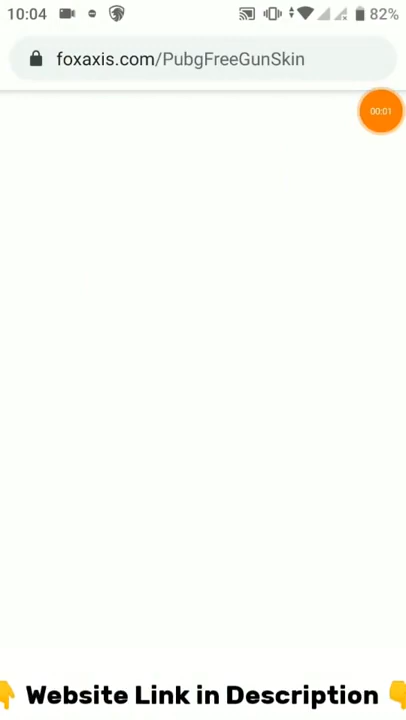 10:04 82%
foxaxis.com/PubgFreeGunSkin
00:01
👇 Website Link in Description 👇